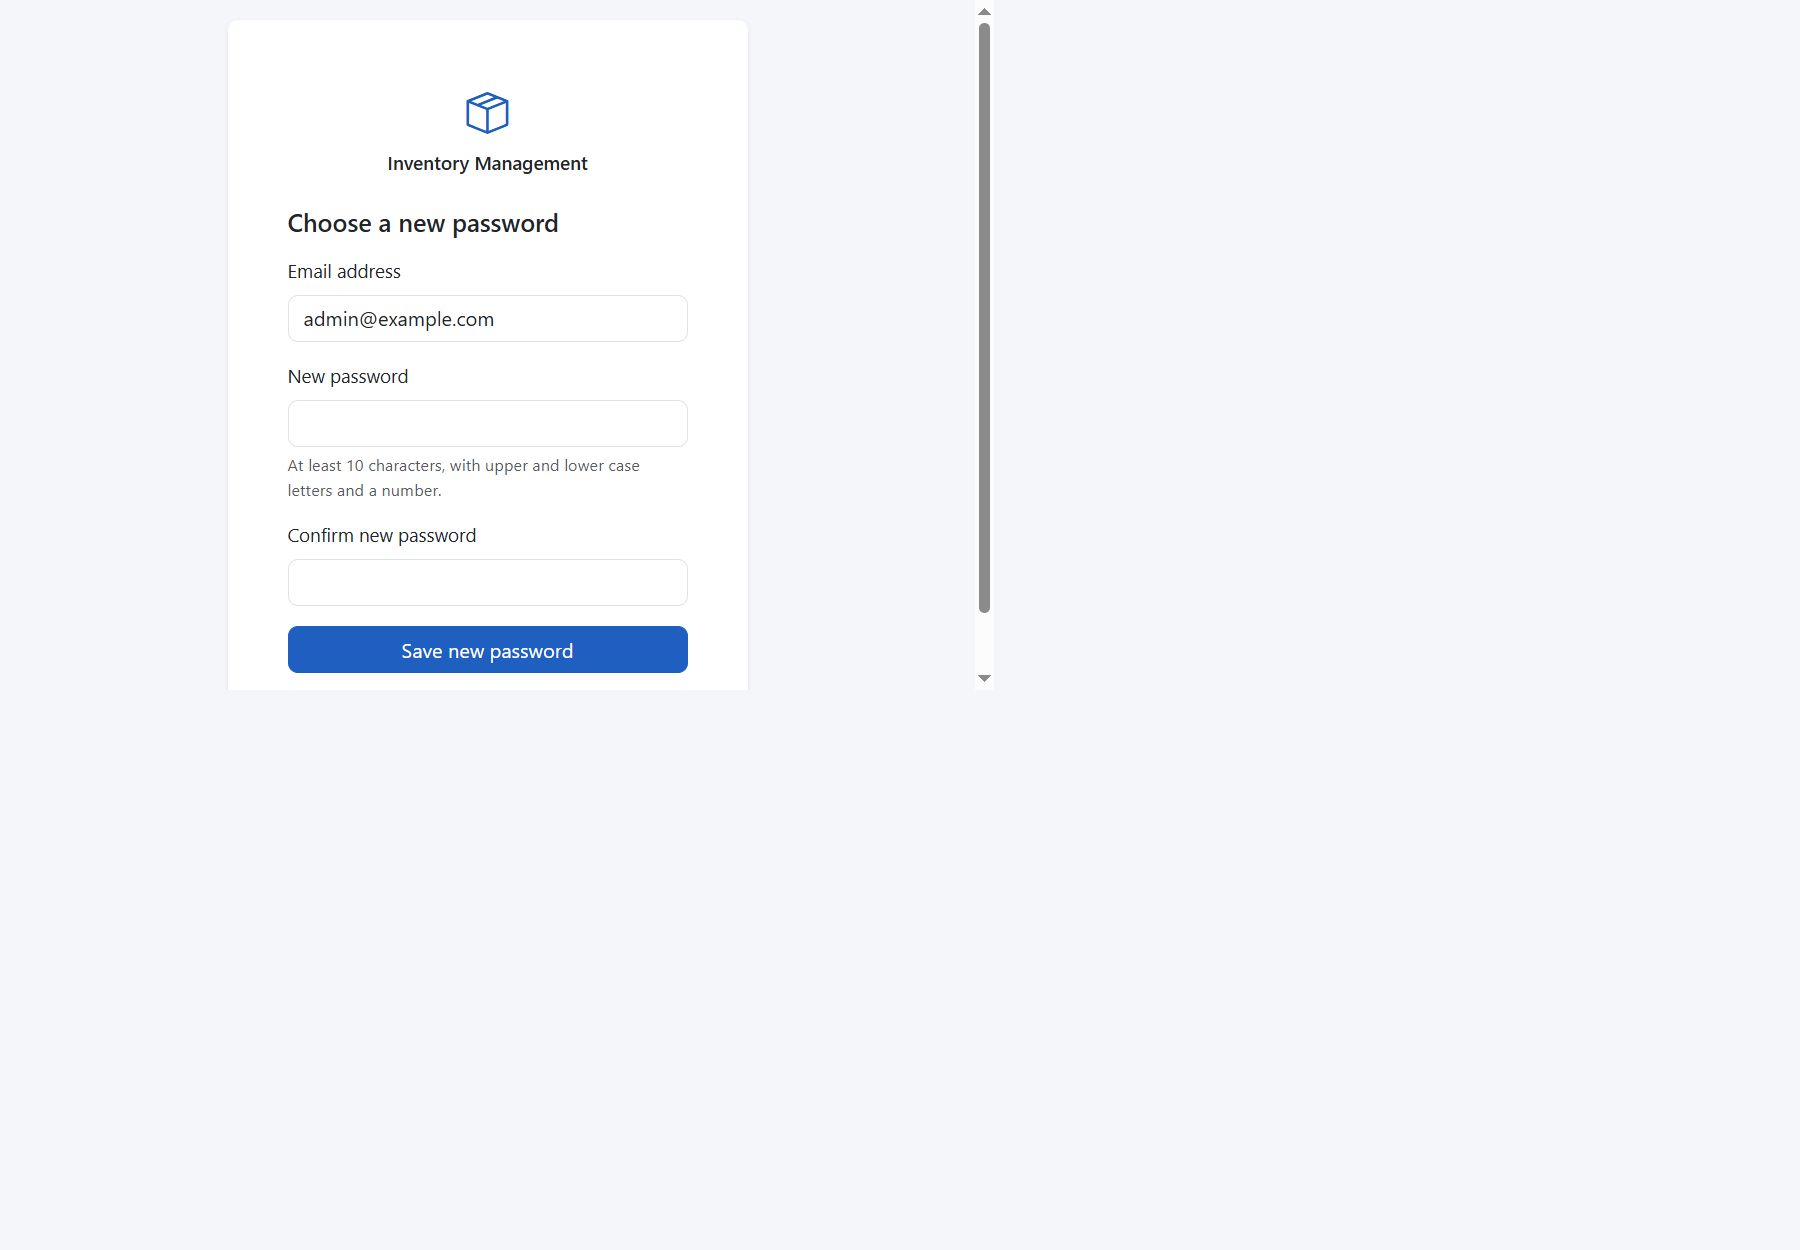 Inventory Management
Choose a new password
Email address
admin@example.com
New password
At least 10 characters, with upper and lower case
letters and a number.
Confirm new password
Save new password